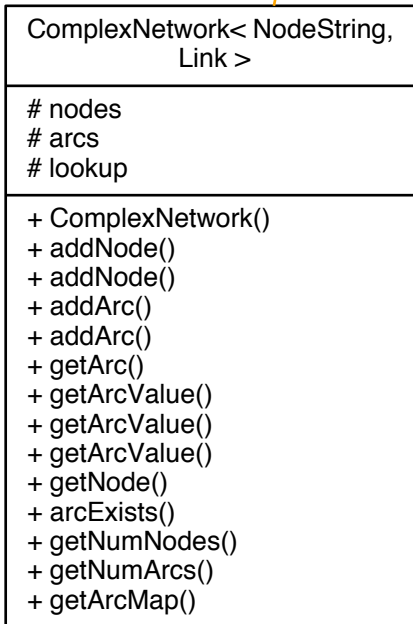 ComplexNetwork< NodeString,
Link >
# nodes
# arcs
# lookup
+ ComplexNetwork()
+ addNode()
+ addNode()
+ addArc()
+ addArc()
+ getArc()
+ getArcValue()
+ getArcValue()
+ getArcValue()
+ getNode()
+ arcExists()
+ getNumNodes()
+ getNumArcs()
+ getArcMap()